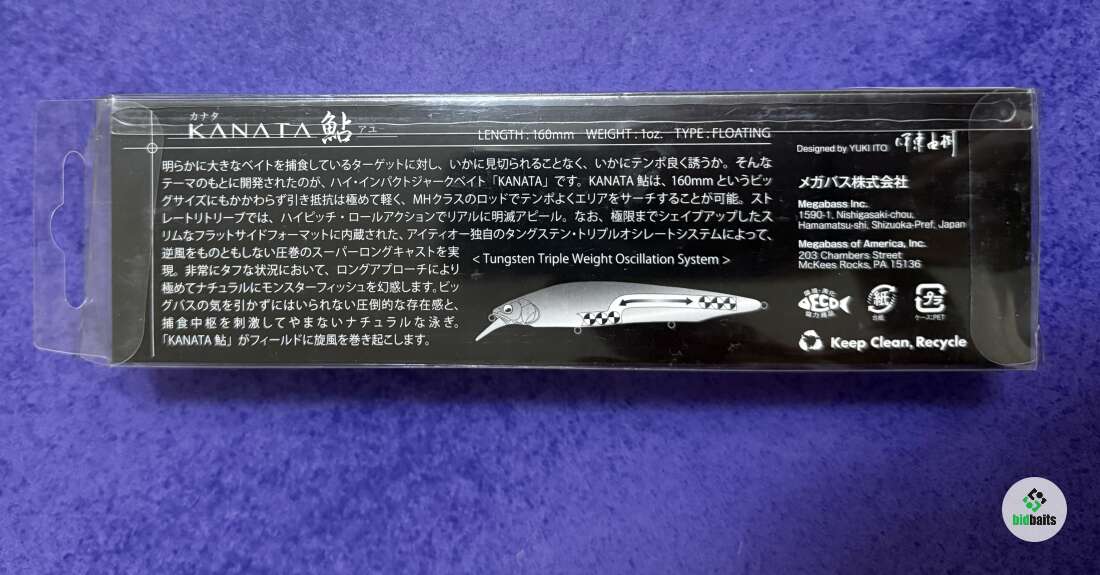 カナタ
KANATA 鮎 アユ
LENGTH : 160mm WEIGHT : 1oz. TYPE : FLOATING
明らかに大きなベイトを捕食しているターゲットに対し、いかに見切られることなく、いかにテンポ良く誘うか。そんな
テーマのもとに開発されたのが、ハイ・インパクトジャークベイト「KANATA」です。KANATA 鮎は、160mm というビッ
グサイズにもかかわらず引き抵抗は極めて軽く、MHクラスのロッドでテンポよくエリアをサーチすることが可能。スト
レートリトリーブでは、ハイピッチ・ロールアクションでリアルに明滅アピール。なお、極限までシェイプアップしたス
リムなフラットサイドフォーマットに内蔵された、アイティオー独自のタングステン・トリプルオシレートシステムによって、
逆風をものともしない圧巻のスーパーロングキャストを実
現。非常にタフな状況において、ロングアプローチにより
極めてナチュラルにモンスターフィッシュを幻惑します。ビッ
グバスの気を引かずにはいられない圧倒的な存在感と、
捕食中枢を刺激してやまないナチュラルな泳ぎ。
「KANATA 鮎」がフィールドに旋風を巻き起こします。
< Tungsten Triple Weight Oscillation System >
Designed by YUKI ITO
メガバス株式会社
Megabass Inc.
1590-1, Nishigasaki-chou,
Hamamatsu-shi, Shizuoka-Pref, Japan
Megabass of America, Inc.
203 Chambers Street
McKees Rocks, PA 15136
環境・美化
ECO
協力商品
紙
台紙
プラ
ケース:PET
Keep Clean, Recycle
bidbaits